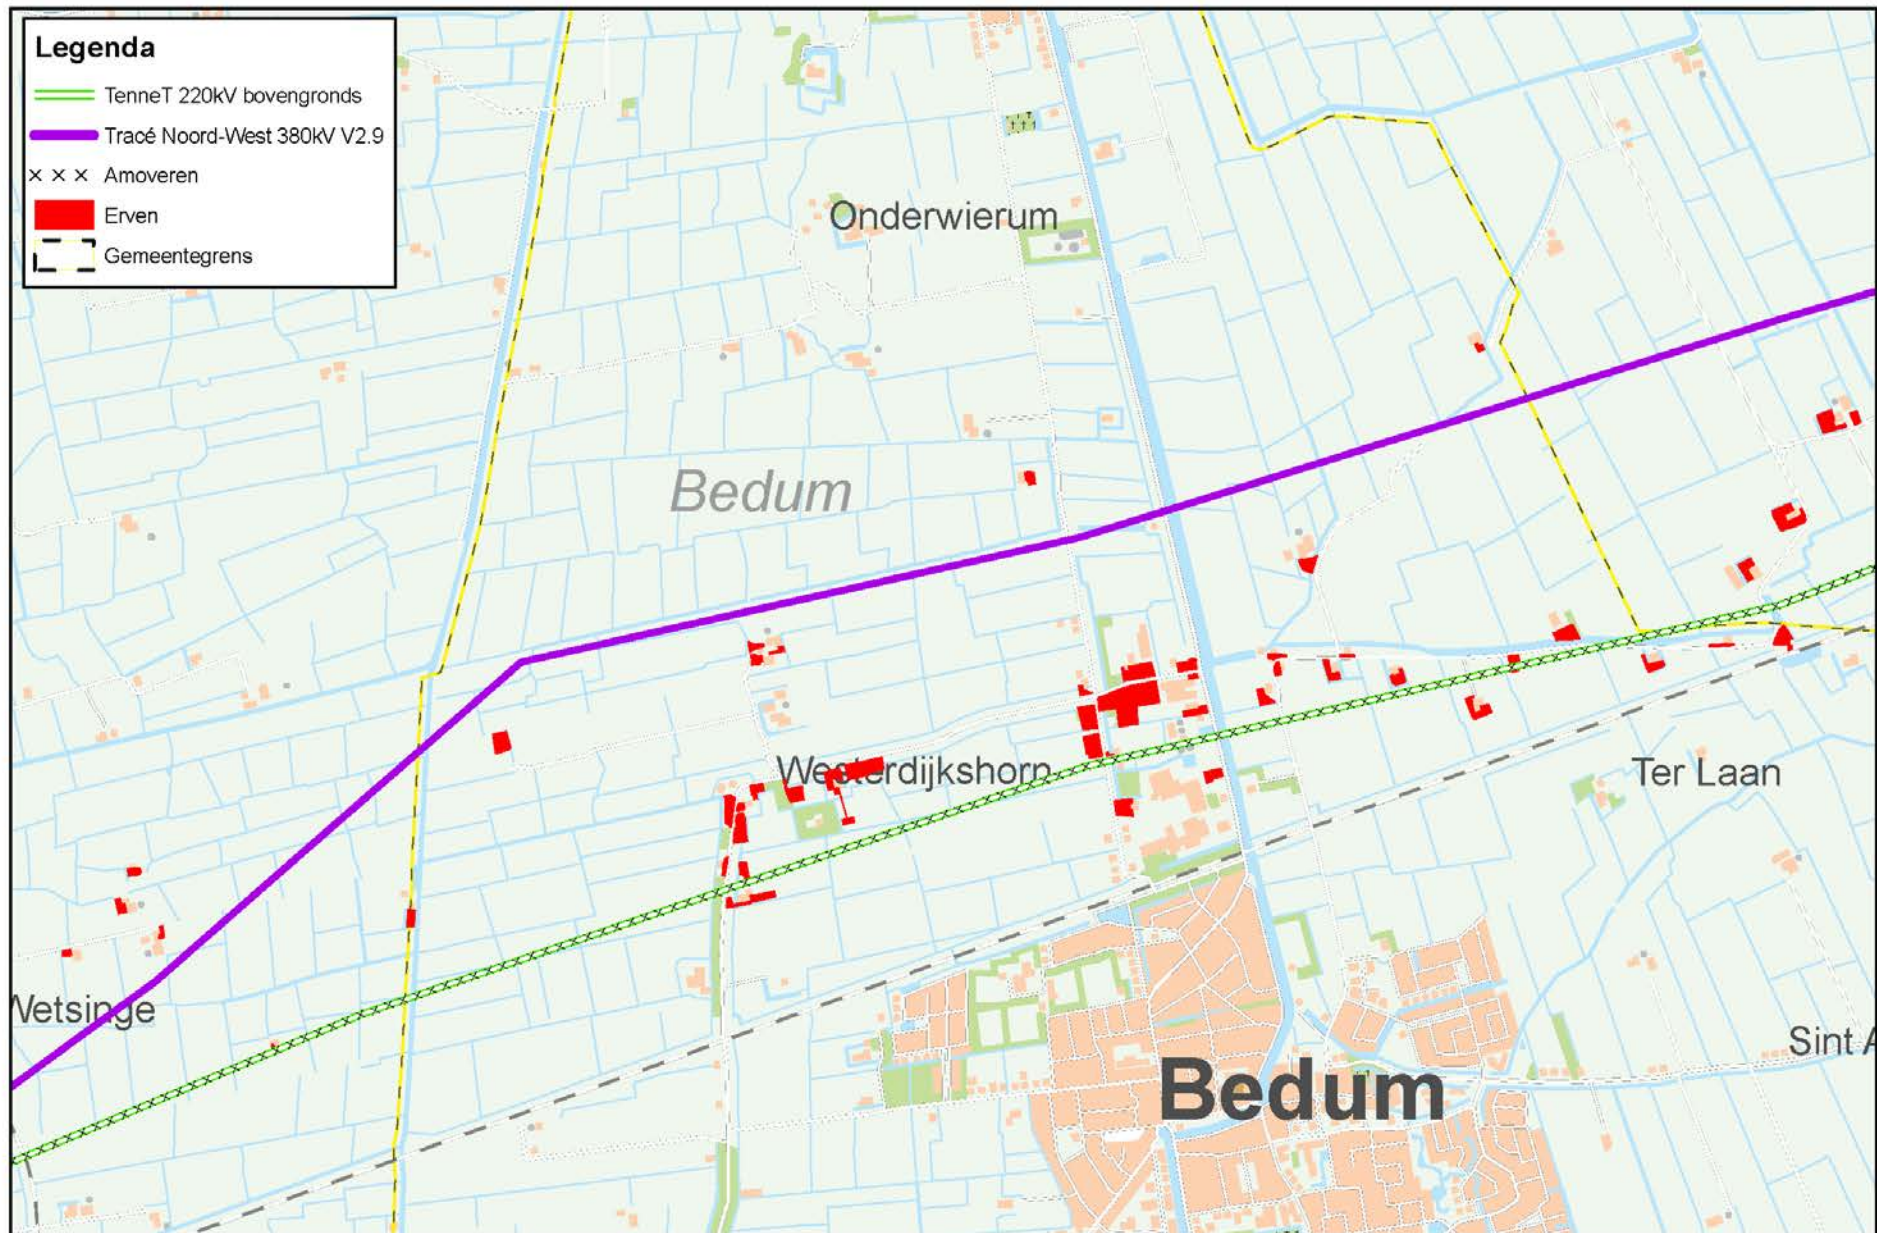 Legenda
TenneT 220kV bovengronds
Tracé Noord-West 380kV V2.9
× × × Amoveren
Erven
Gemeentegrens
Onderwierum
Bedum
Westerdijkshorn
Ter Laan
Wetsinge
Sint A
Bedum